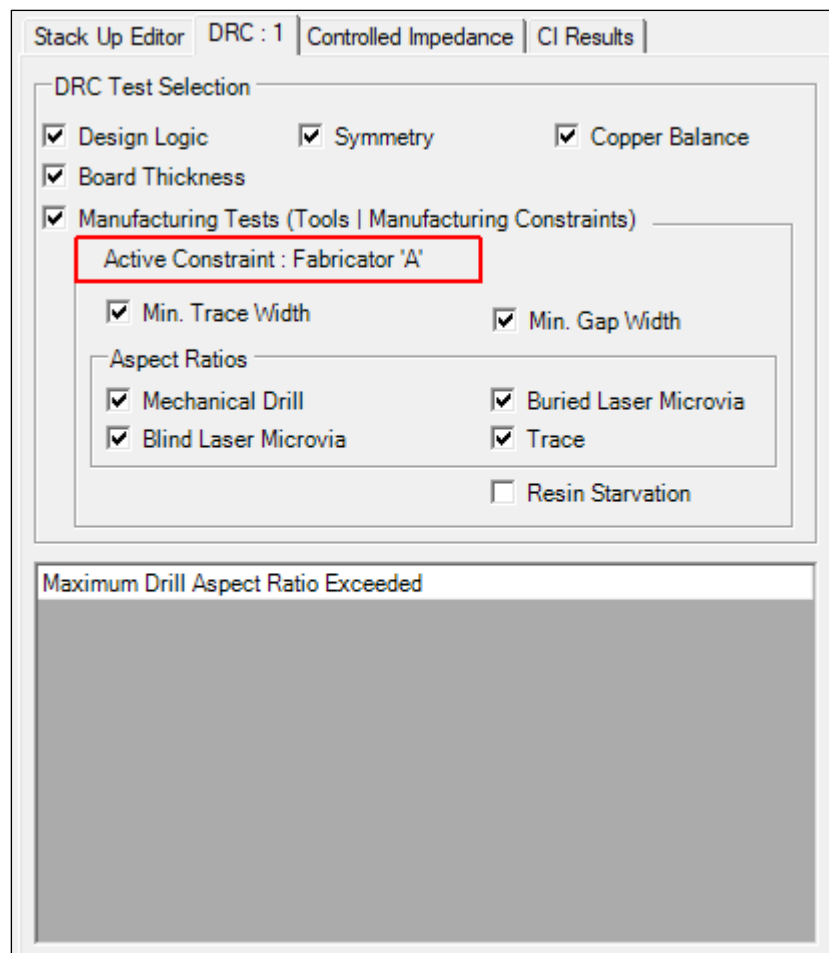 Stack Up Editor DRC : 1 Controlled Impedance CI Results
DRC Test Selection
Design Logic Symmetry Copper Balance
Board Thickness
Manufacturing Tests (Tools | Manufacturing Constraints)
Active Constraint : Fabricator 'A'
Min. Trace Width Min. Gap Width
Aspect Ratios
Mechanical Drill Buried Laser Microvia
Blind Laser Microvia Trace
Resin Starvation
Maximum Drill Aspect Ratio Exceeded